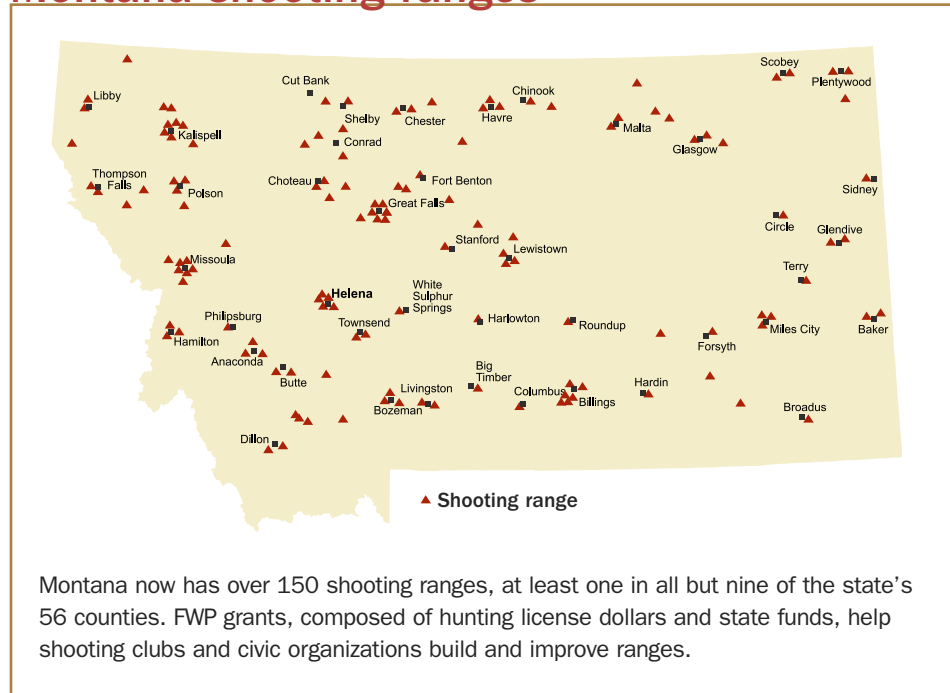 Montana shooting ranges
Scobey
Plentywood
Cut Bank
Chinook
Libby
Shelby
Chester
Havre
Malta
Kalispell
Conrad
Glasgow
Thompson
Falls
Choteau
Fort Benton
Sidney
Polson
Great Falls
Circle
Glendive
Stanford
Lewistown
Missoula
Terry
White
Sulphur
Springs
Helena
Philipsburg
Townsend
Harlowton
Roundup
Miles City
Baker
Hamilton
Forsyth
Anaconda
Big
Timber
Butte
Livingston
Columbus
Hardin
Bozeman
Billings
Broadus
Dillon
Shooting range
Montana now has over 150 shooting ranges, at least one in all but nine of the state’s
56 counties. FWP grants, composed of hunting license dollars and state funds, help
shooting clubs and civic organizations build and improve ranges.